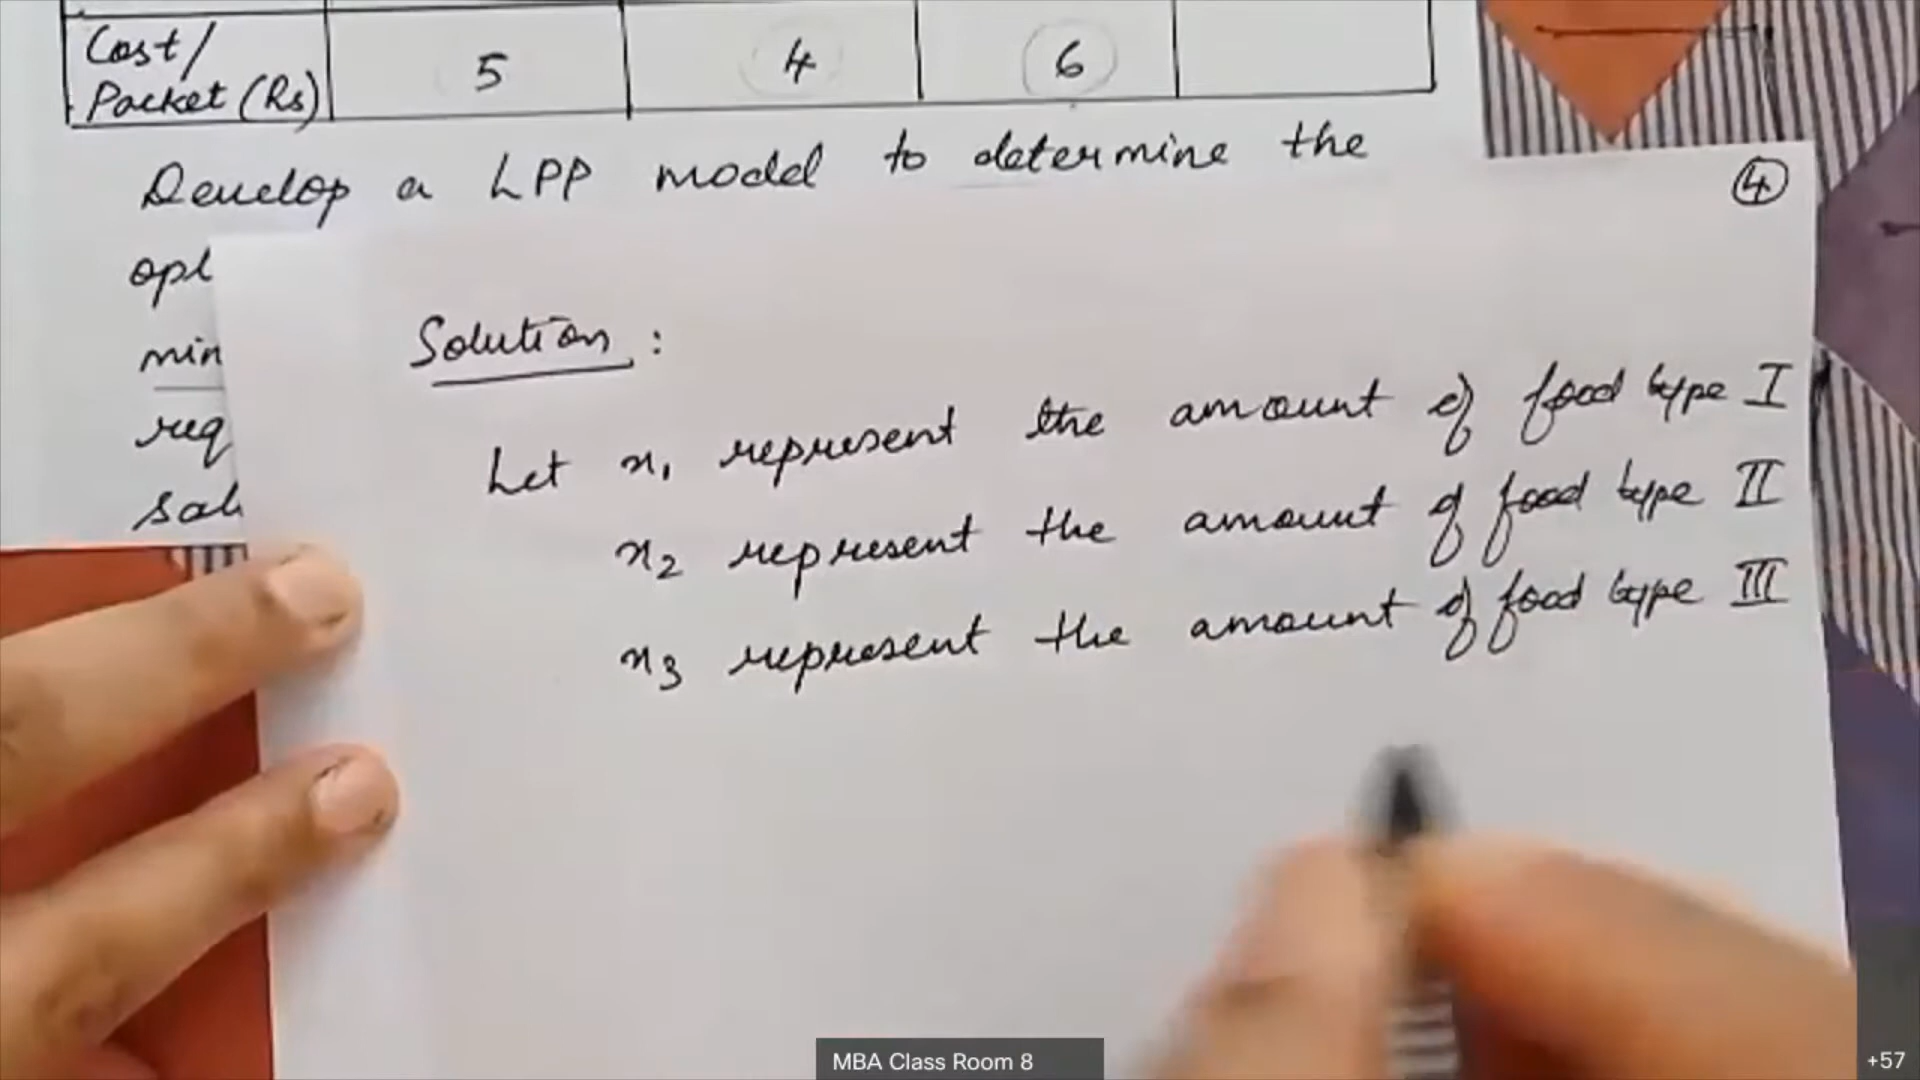 Cost/
Packet (Rs) 5 4 6
Develop a LPP model to determine the
4
opt
min
req
Solution :
Let x1 represent the amount of food type I
x2 represent the amount of food type II
x3 represent the amount of food type III
MBA Class Room 8
+57